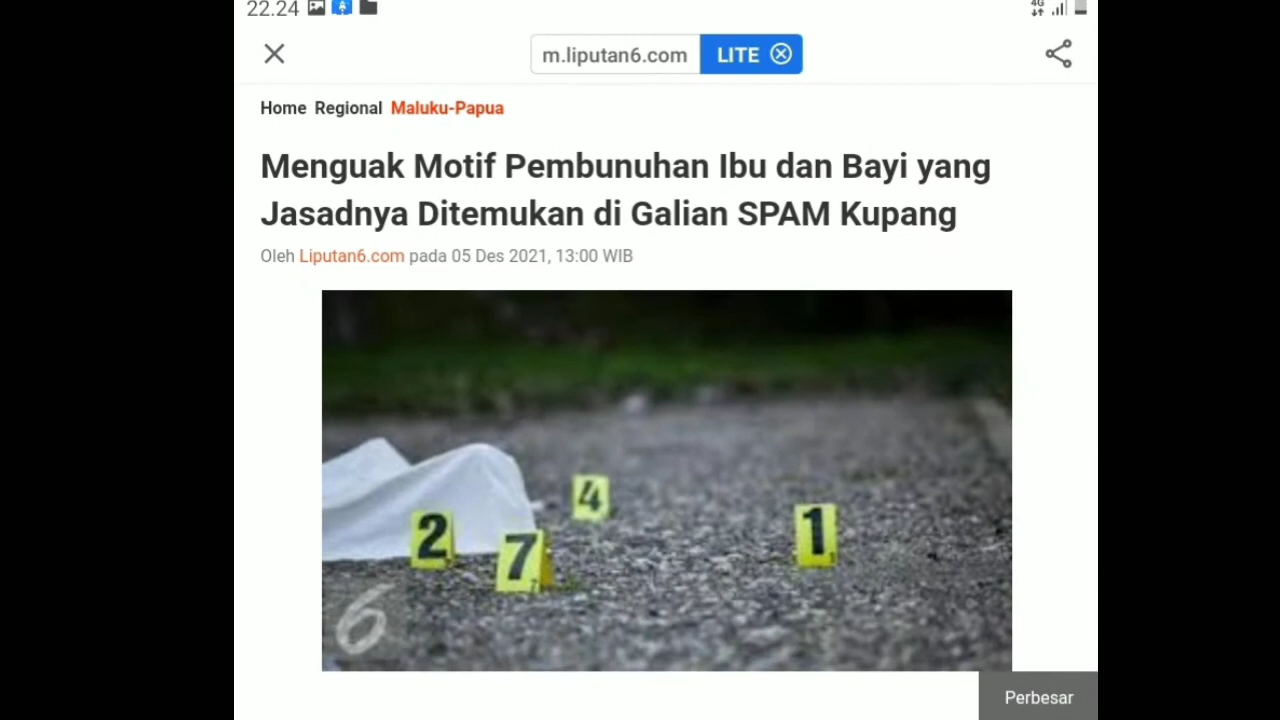 22.24
4G
m.liputan6.com LITE
Home Regional Maluku-Papua
Menguak Motif Pembunuhan Ibu dan Bayi yang
Jasadnya Ditemukan di Galian SPAM Kupang
Oleh Liputan6.com pada 05 Des 2021, 13:00 WIB
4
2
1
7
6
Perbesar